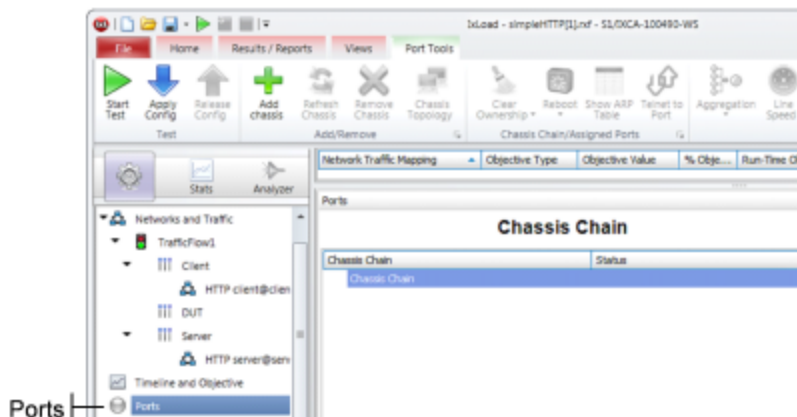 IxLoad - simpleHTTP[1].rxf - S1/IXCA-100490-WS
File Home Results / Reports Views Port Tools
Start Test Apply Config Release Config Add chassis Refresh Chassis Remove Chassis Chassis Topology Clear Ownership Reboot Show ARP Table Telnet to Port Aggregation Line Speed
Test Add/Remove Chassis Chain/Assigned Ports
Stats Analyzer
Network Traffic Mapping Objective Type Objective Value % Obje... Run-Time O
Ports
Chassis Chain
Chassis Chain Status
Chassis Chain
Networks and Traffic
TrafficFlow1
Client
HTTP client@clien
DUT
Server
HTTP server@serv
Timeline and Objective
Ports
Ports